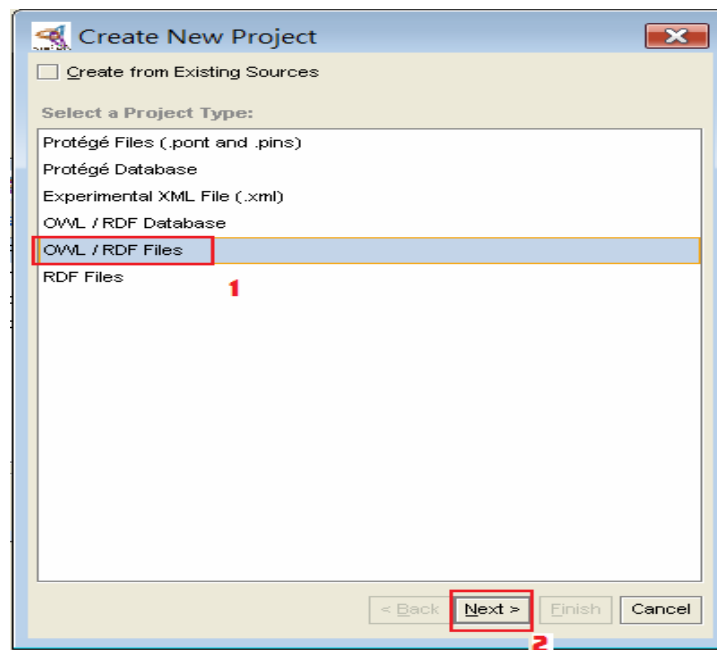 Create New Project
Create from Existing Sources
Select a Project Type:
Protégé Files (.pont and .pins)
Protégé Database
Experimental XML File (.xml)
OWL / RDF Database
OWL / RDF Files
RDF Files
1
< Back Next > Finish Cancel
2